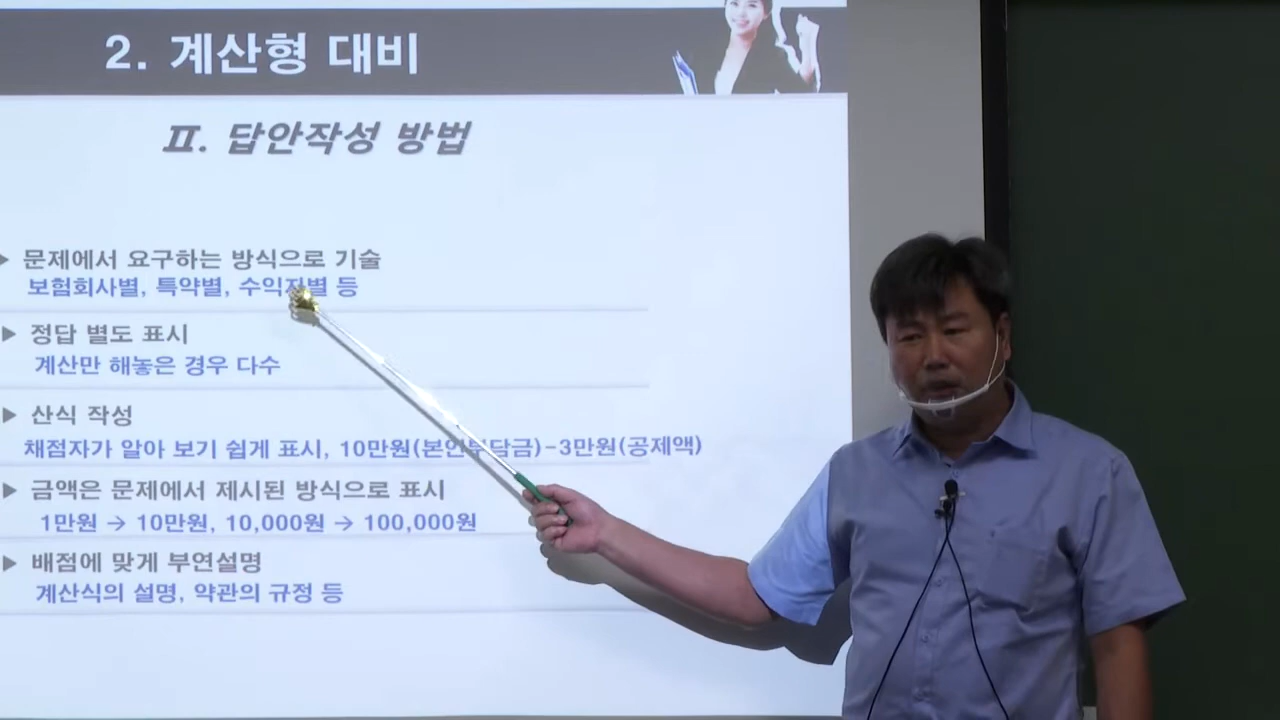 2. 계산형 대비
Ⅱ. 답안작성 방법
▶ 문제에서 요구하는 방식으로 기술
보험회사별, 특약별, 수익자별 등
▶ 정답 별도 표시
계산만 해놓은 경우 다수
▶ 산식 작성
채점자가 알아 보기 쉽게 표시, 10만원(본인부담금)-3만원(공제액)
▶ 금액은 문제에서 제시된 방식으로 표시
1만원 → 10만원, 10,000원 → 100,000원
▶ 배점에 맞게 부연설명
계산식의 설명, 약관의 규정 등